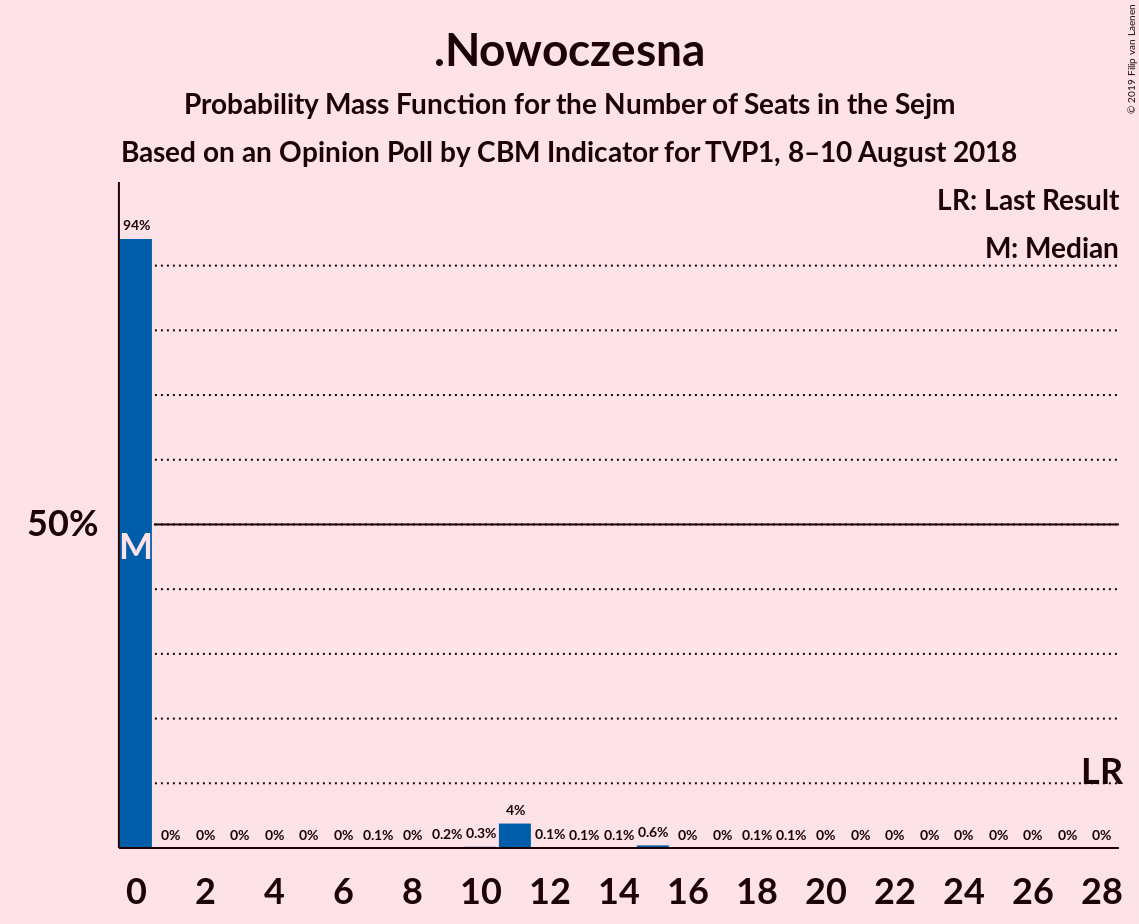 .Nowoczesna
Probability Mass Function for the Number of Seats in the Sejm
Based on an Opinion Poll by CBM Indicator for TVP1, 8–10 August 2018
© 2019 Filip van Laenen
LR: Last Result
M: Median
94%
50%
M
LR
0% 0% 0% 0% 0% 0% 0.1% 0% 0.2% 0.3% 4% 0.1% 0.1% 0.1% 0.6% 0% 0% 0.1% 0.1% 0% 0% 0% 0% 0% 0% 0% 0% 0%
0 2 4 6 8 10 12 14 16 18 20 22 24 26 28